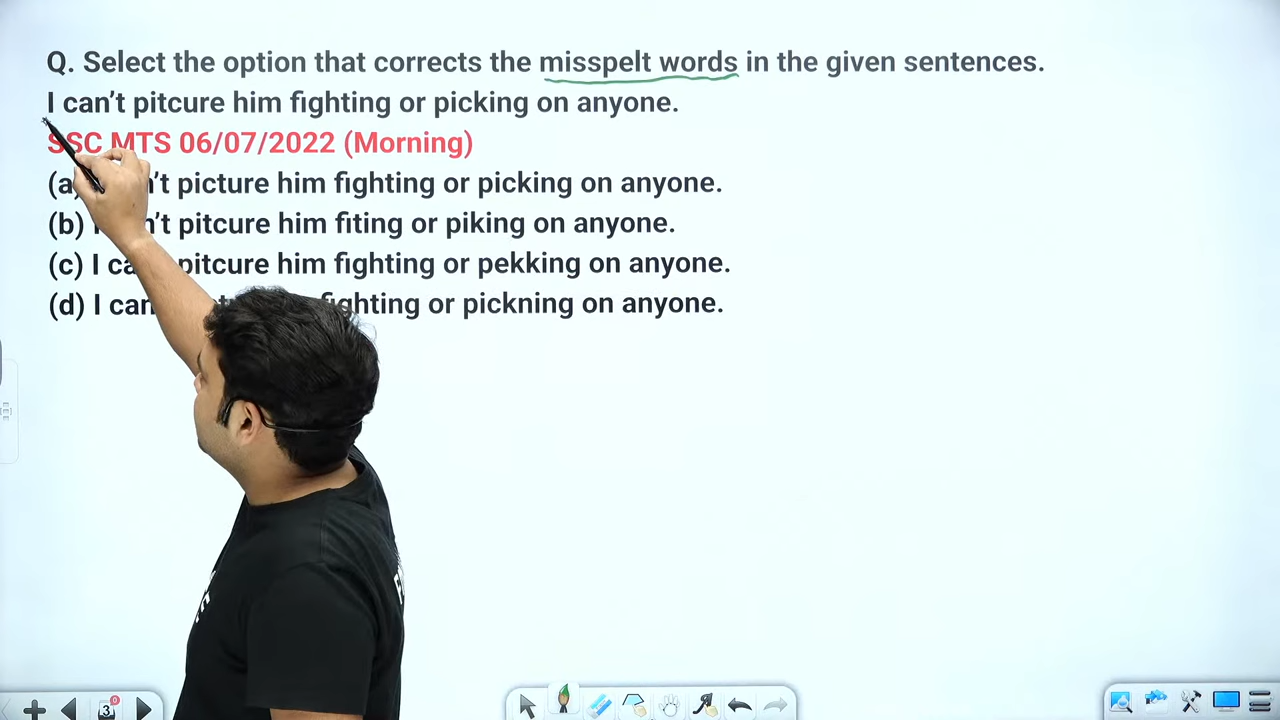 Q. Select the option that corrects the misspelt words in the given sentences.
I can't pitcure him fighting or picking on anyone.
SSC MTS 06/07/2022 (Morning)
(a) 't picture him fighting or picking on anyone.
(b) 't pitcure him fiting or piking on anyone.
(c) I ca pitcure him fighting or pekking on anyone.
(d) I can fighting or pickning on anyone.
3